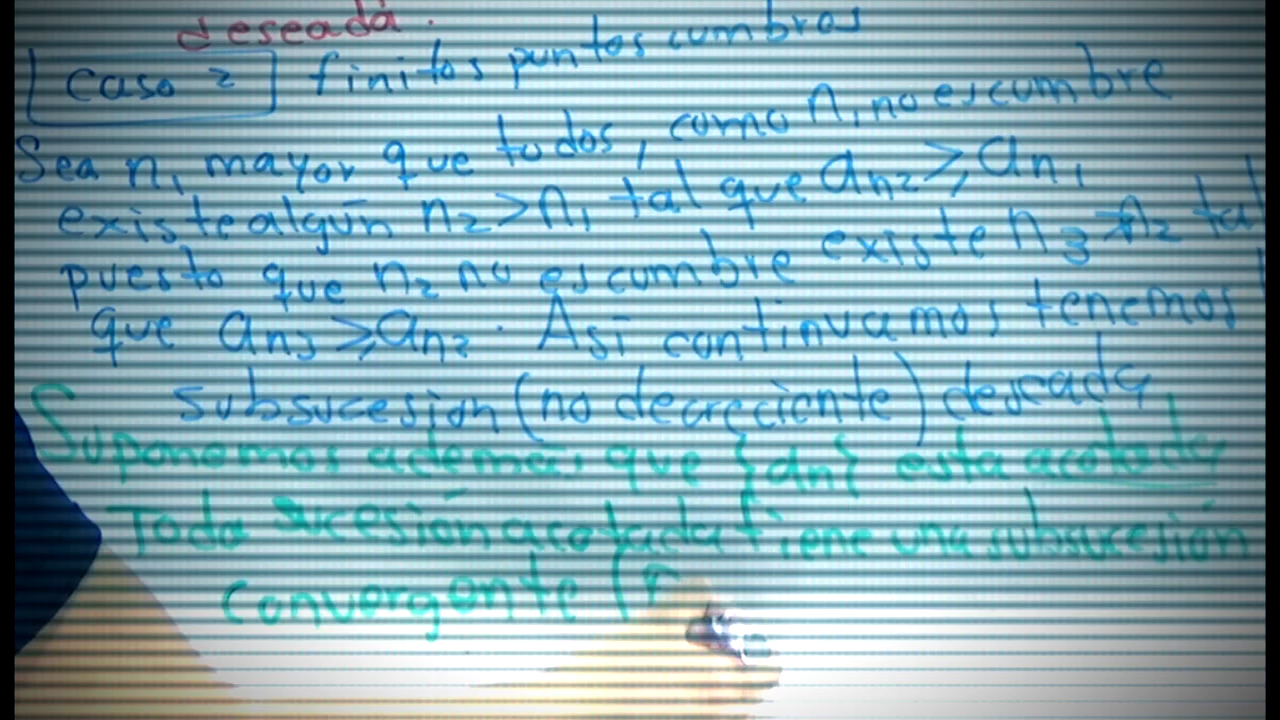 deseada.
Caso 2 finitos puntos cumbres
Sea n₁ mayor que todos, como n₁ no es cumbre
existe algún n₂ > n₁ tal que an₂ ≥ an₁
puesto que n₂ no es cumbre existe n₃ > n₂ tal
que an₃ ≥ an₂. Así continuamos tenemos
subsucesion (no decreciente) deseada
Suponemos además que {an} esta acotada
Toda sucesión acotada tiene una subsucesión
convergente (